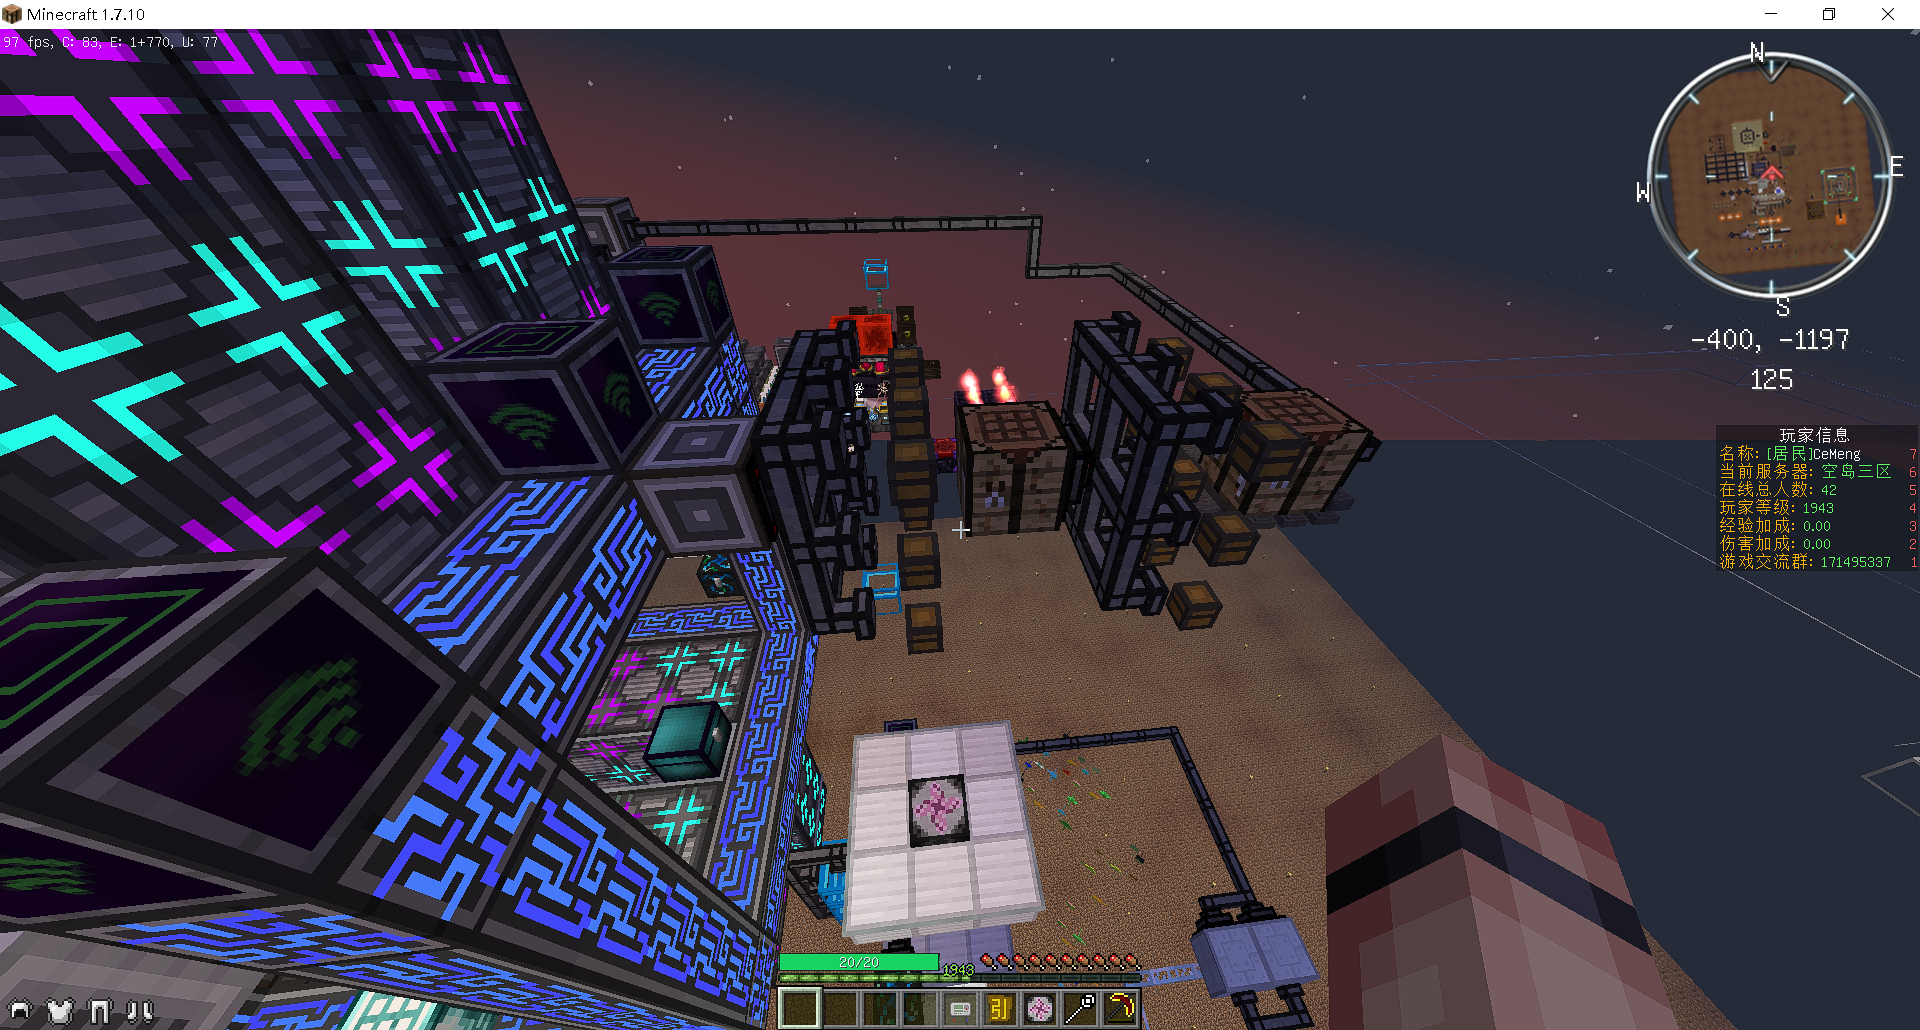 Minecraft 1.7.10
97 fps, C: 83, E: 1+770, U: 77
N
E
W
S
-400, -1197
125
玩家信息
名称: [居民]CeMeng 7
当前服务器: 空岛三区 6
在线总人数: 42 5
玩家等级: 1943 4
经验加成: 0.00 3
伤害加成: 0.00 2
游戏交流群: 171495337 1
20/20
1943